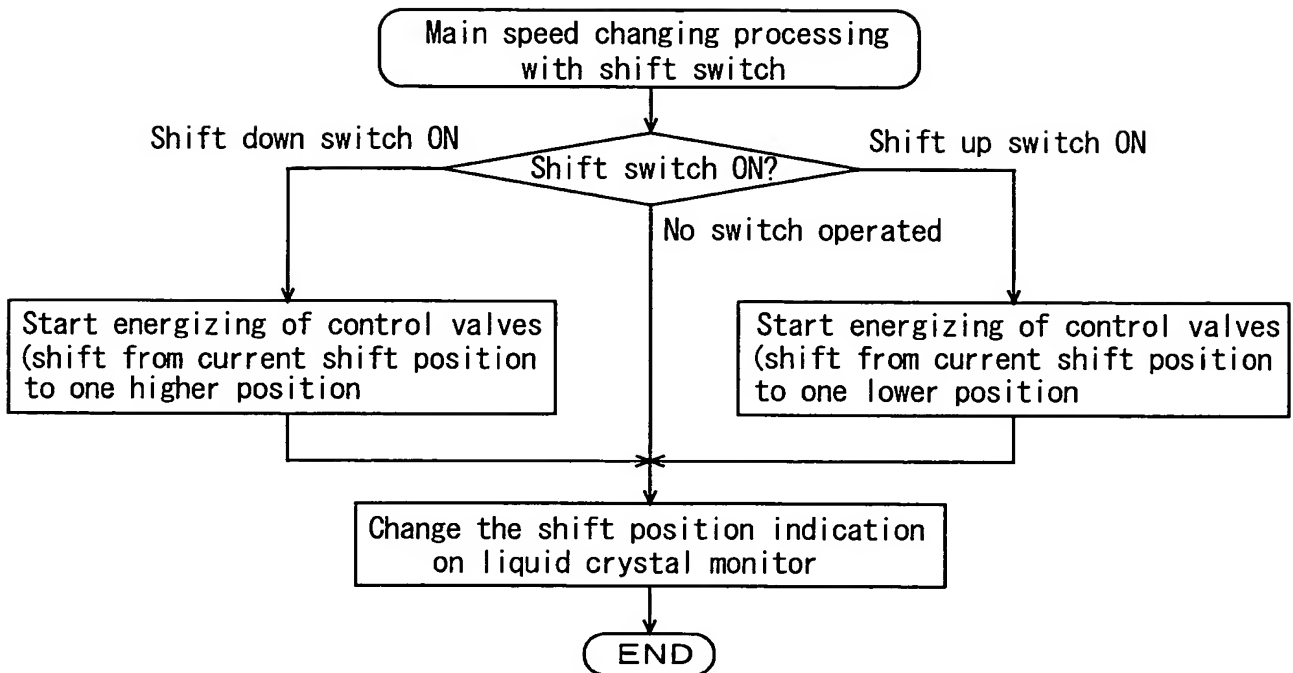 Main speed changing processing
with shift switch
Shift down switch ON
Shift switch ON?
Shift up switch ON
No switch operated
Start energizing of control valves
(shift from current shift position
to one higher position
Start energizing of control valves
(shift from current shift position
to one lower position
Change the shift position indication
on liquid crystal monitor
END